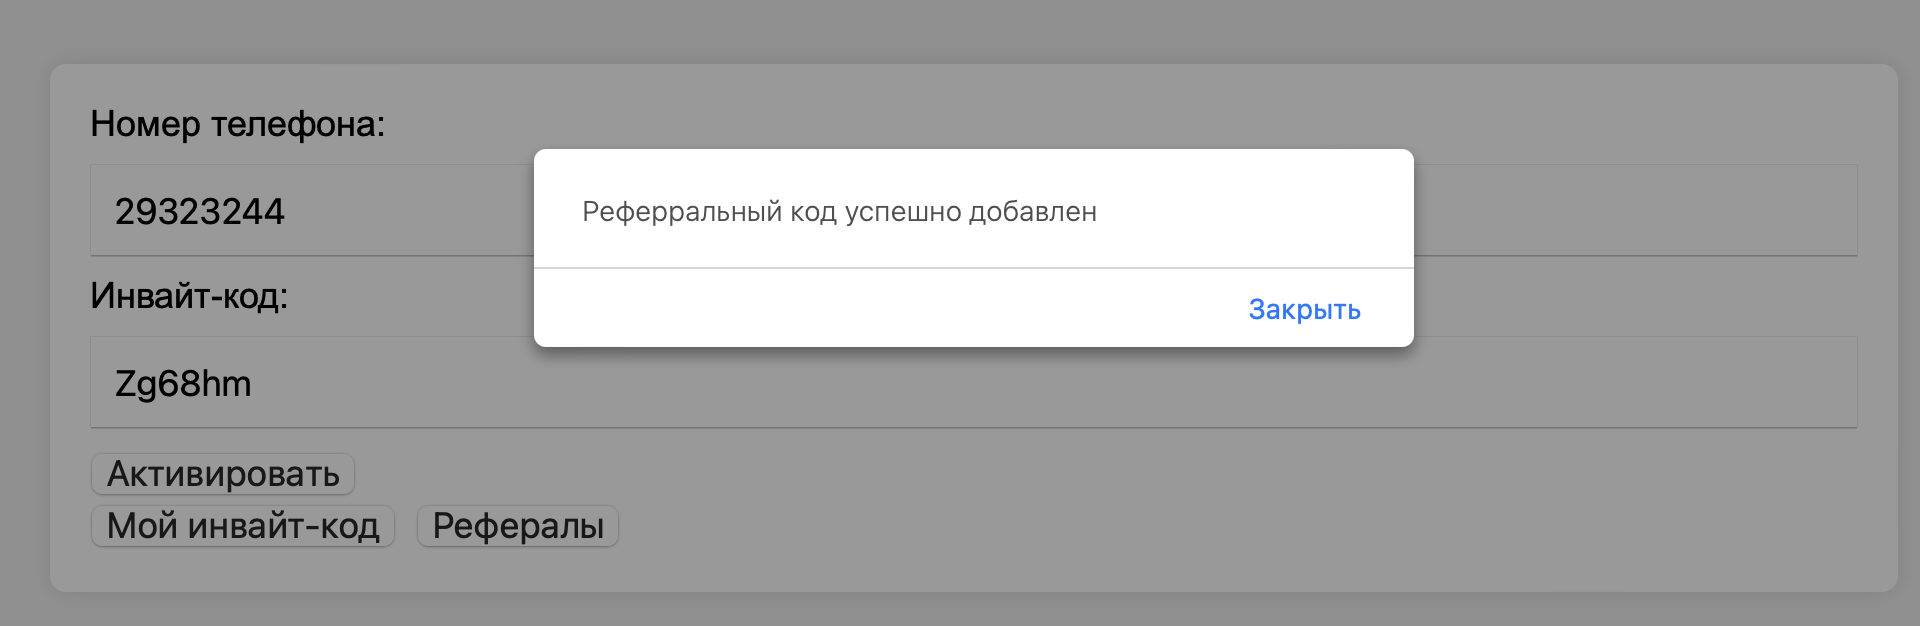 Номер телефона:
29323244
Реферральный код успешно добавлен
Закрыть
Инвайт-код:
Zg68hm
Активировать
Мой инвайт-код Рефералы